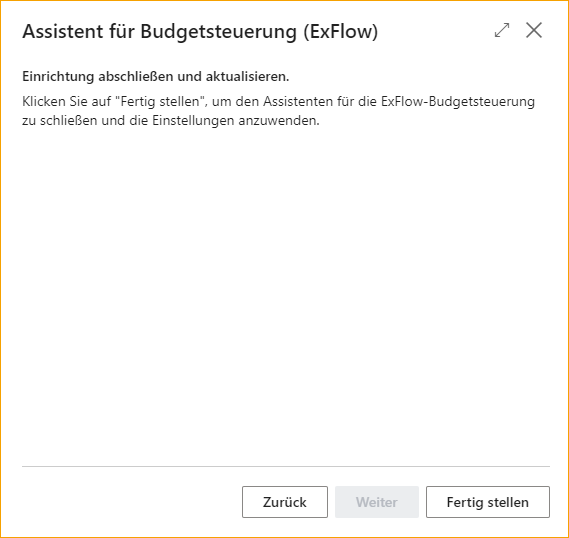 Assistent für Budgetsteuerung (ExFlow)
Einrichtung abschließen und aktualisieren.
Klicken Sie auf "Fertig stellen", um den Assistenten für die ExFlow-Budgetsteuerung
zu schließen und die Einstellungen anzuwenden.
Zurück
Weiter
Fertig stellen